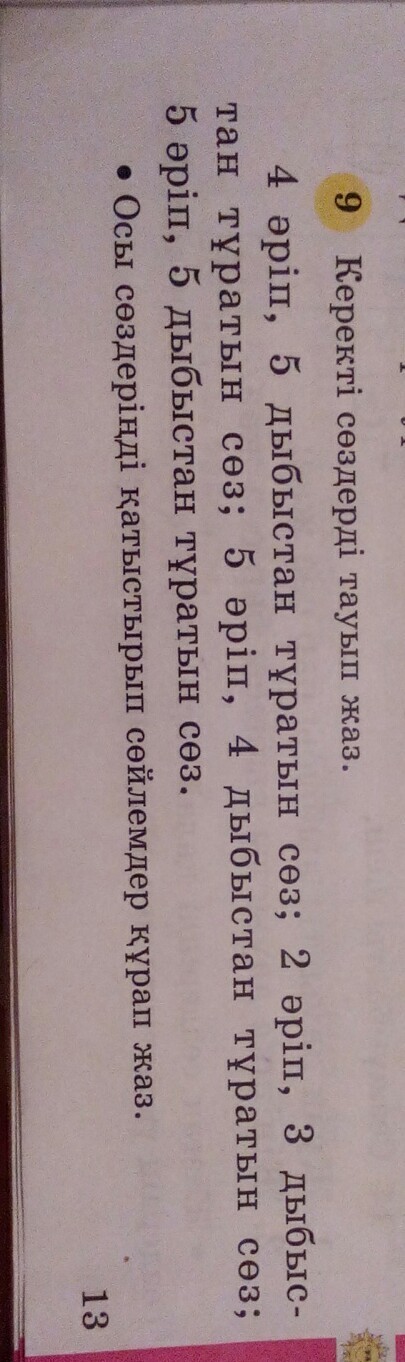 9 Керекті сөздерді тауып жаз.
4 әріп, 5 дыбыстан тұратын сөз; 2 әріп, 3 дыбыс-
тан тұратын сөз; 5 әріп, 4 дыбыстан тұратын сөз;
5 әріп, 5 дыбыстан тұратын сөз.
• Осы сөздеріңді қатыстырып сөйлемдер құрап жаз.
13